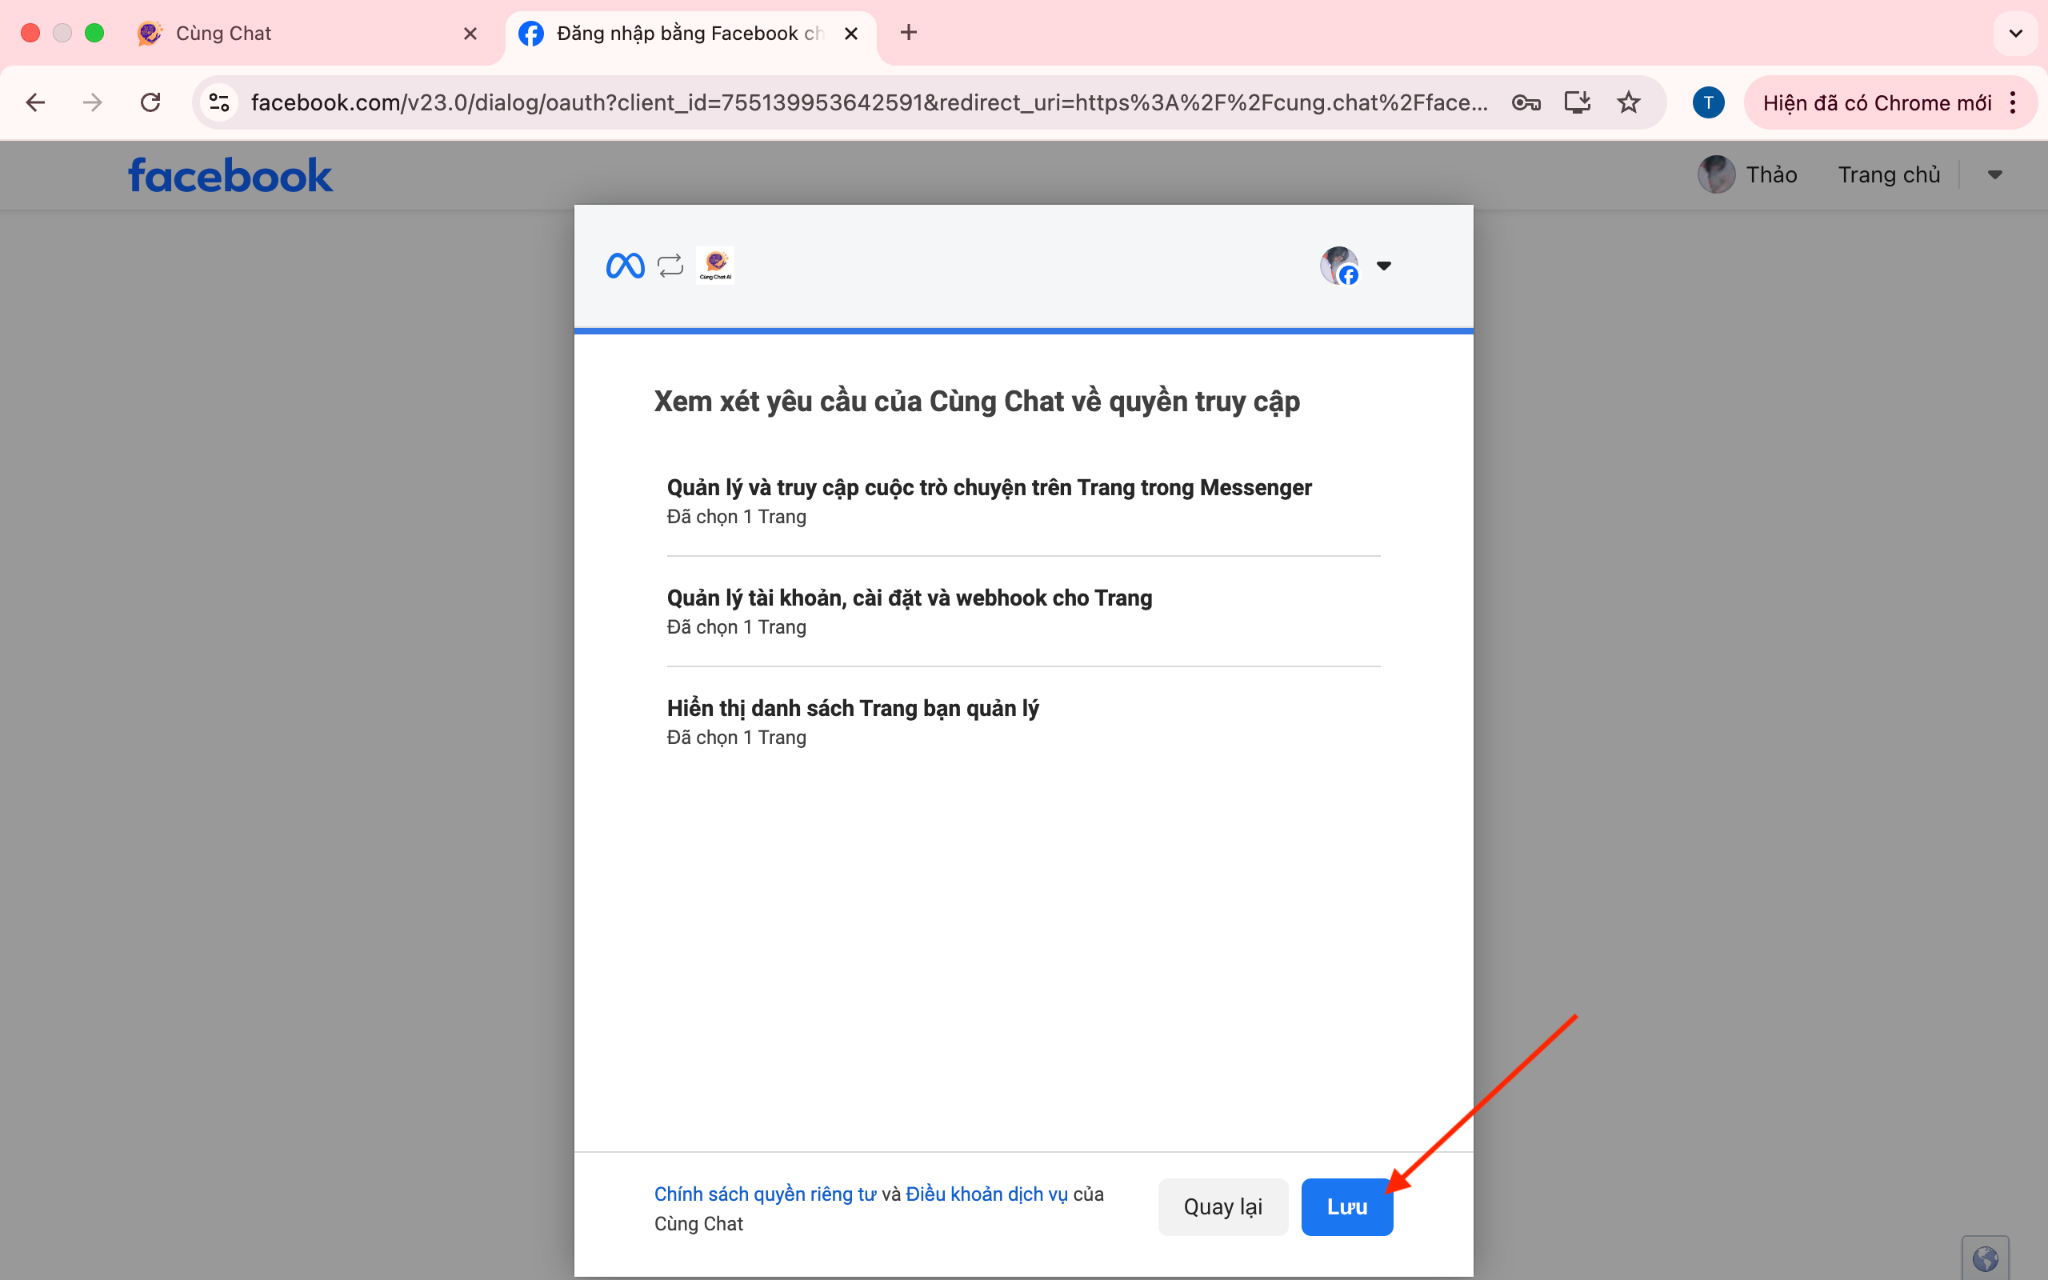 Cùng Chat
Đăng nhập bằng Facebook ch
facebook.com/v23.0/dialog/oauth?client_id=755139953642591&redirect_uri=https%3A%2F%2Fcung.chat%2Fface...
T
Hiện đã có Chrome mới
facebook
Thảo
Trang chủ
Cùng Chat AI
Xem xét yêu cầu của Cùng Chat về quyền truy cập
Quản lý và truy cập cuộc trò chuyện trên Trang trong Messenger
Đã chọn 1 Trang
Quản lý tài khoản, cài đặt và webhook cho Trang
Đã chọn 1 Trang
Hiển thị danh sách Trang bạn quản lý
Đã chọn 1 Trang
Chính sách quyền riêng tư và Điều khoản dịch vụ của
Cùng Chat
Quay lại
Lưu